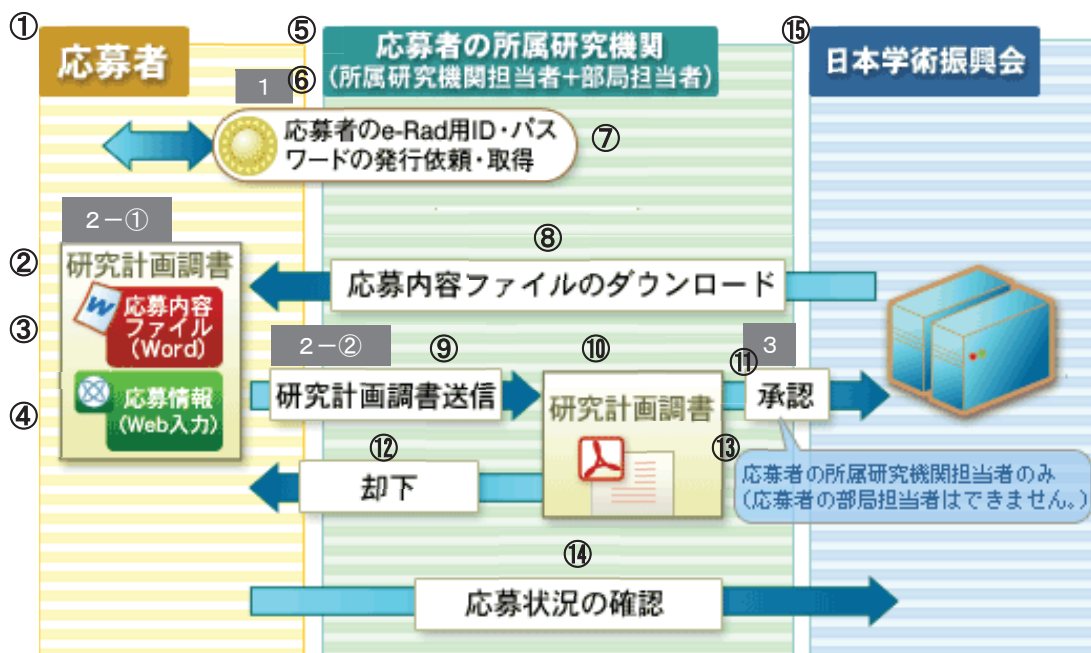 ①
応募者
⑤
応募者の所属研究機関
⑥
(所属研究機関担当者+部局担当者)
⑮
日本学術振興会
1
応募者のe-Rad用ID・パス
ワードの発行依頼・取得
⑦
2-①
②
研究計画調書
③
応募内容
ファイル
(Word)
④
応募情報
(Web入力)
⑧
応募内容ファイルのダウンロード
2-②
⑨
研究計画調書送信
⑩
研究計画調書
⑪
3
承認
⑫
却下
⑬
応募者の所属研究機関担当者のみ
(応募者の部局担当者はできません。)
⑭
応募状況の確認